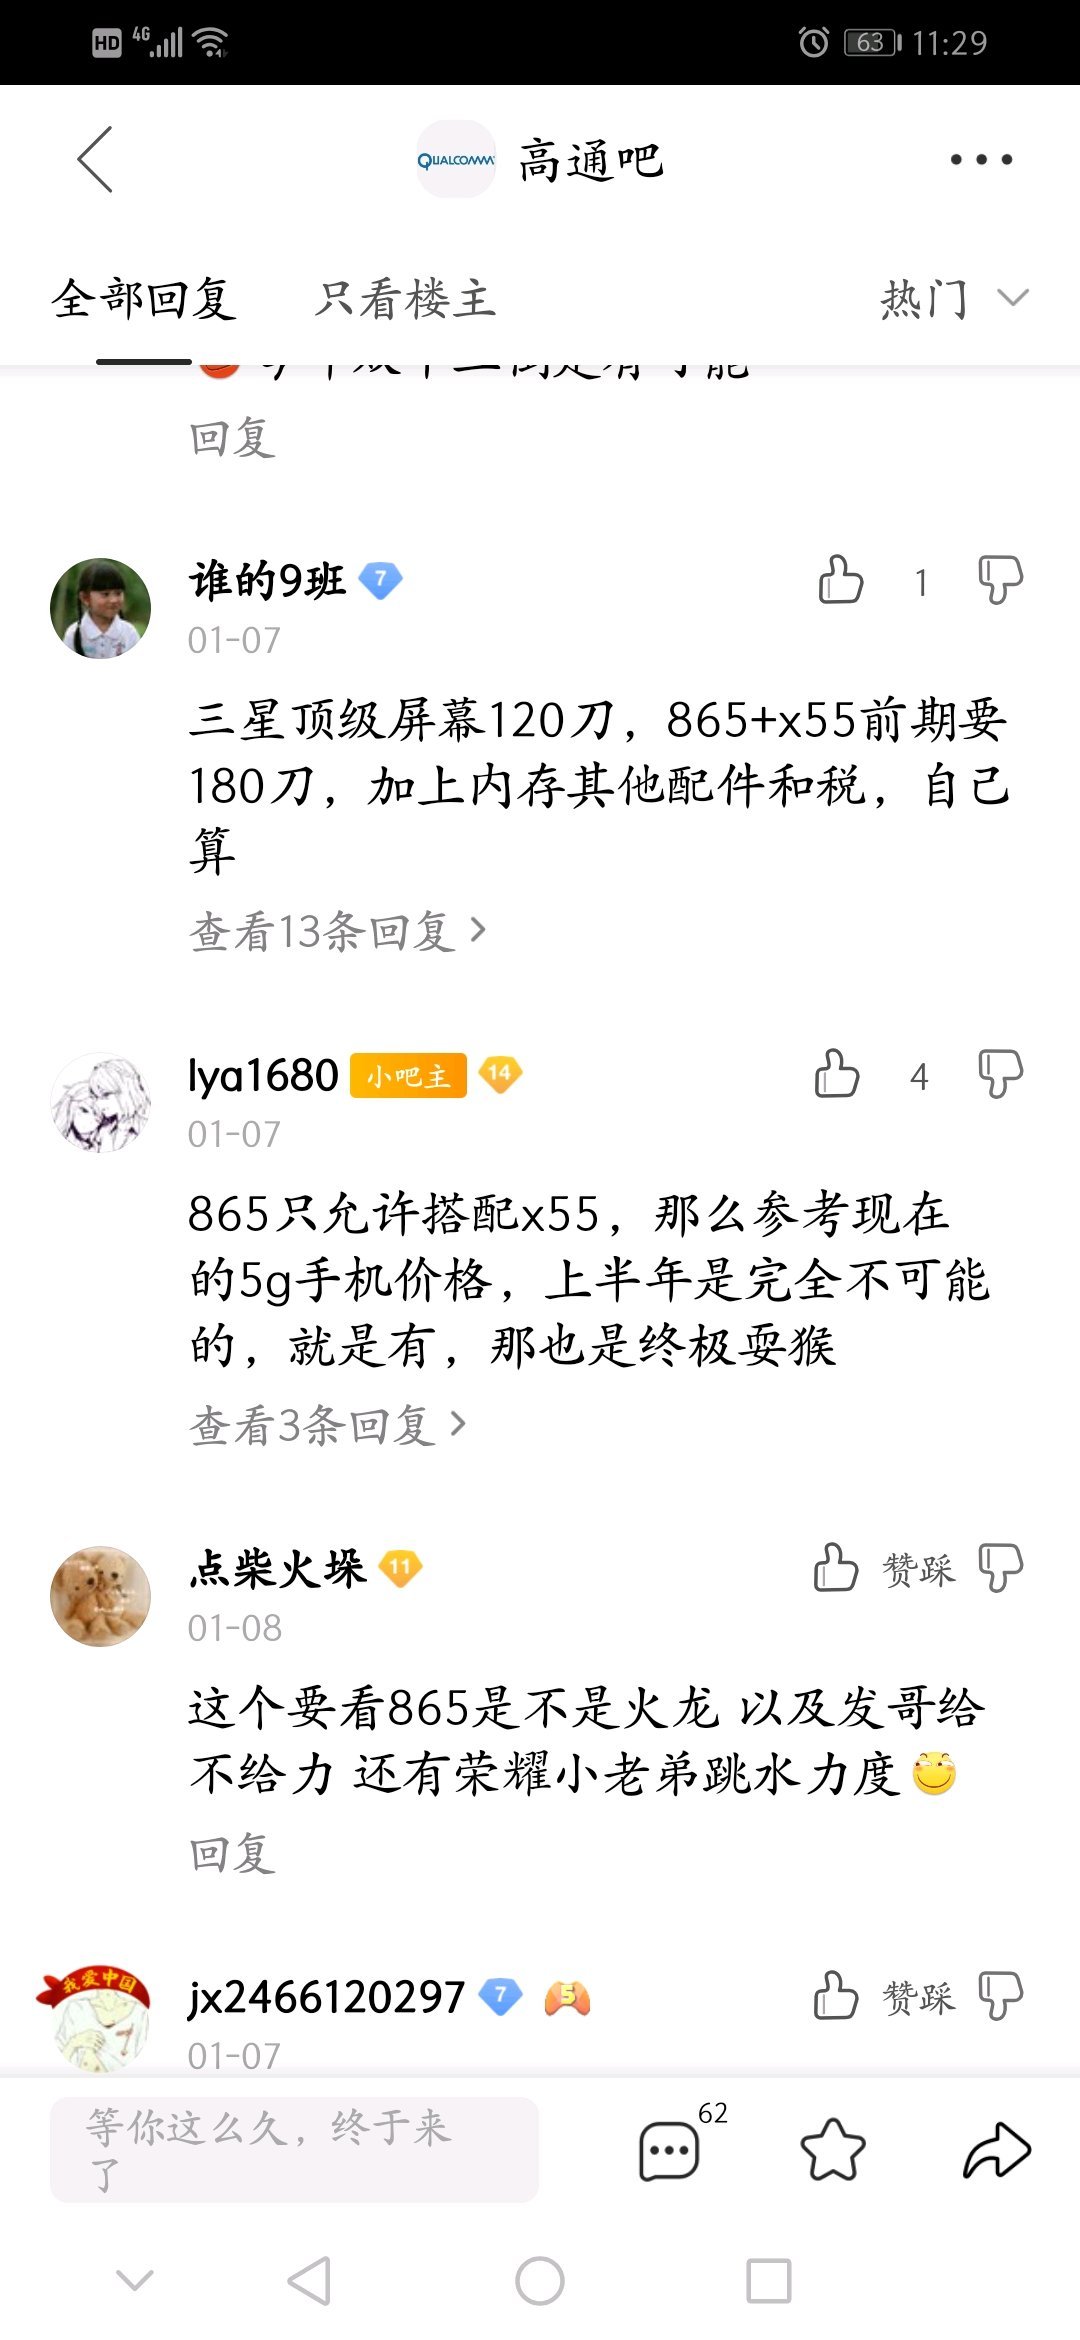 HD 4G 63 11:29
QUALCOMM 高通吧
全部回复 只看楼主 热门
回复
谁的9班 7 1
01-07
三星顶级屏幕120刀，865+x55前期要
180刀，加上内存其他配件和税，自己
算
查看13条回复
lya1680 小吧主 14 4
01-07
865只允许搭配x55，那么参考现在
的5g手机价格，上半年是完全不可能
的，就是有，那也是终极耍猴
查看3条回复
点柴火垛 11 赞踩
01-08
这个要看865是不是火龙 以及发哥给
不给力 还有荣耀小老弟跳水力度
回复
我爱中国
jx2466120297 7 5 赞踩
01-07
等你这么久，终于来
了
62